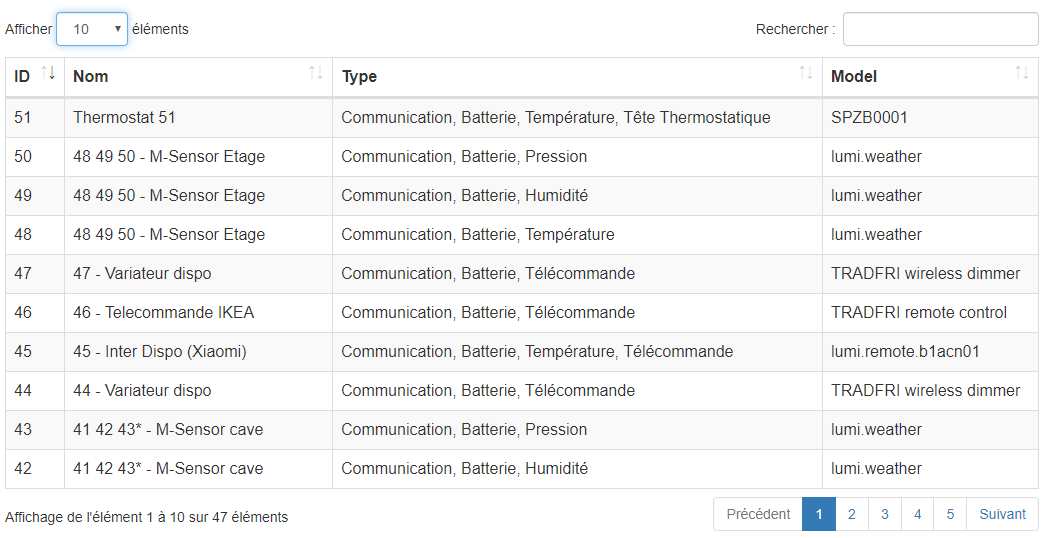 Afficher 10 éléments Rechercher :
ID Nom Type Model
51 Thermostat 51 Communication, Batterie, Température, Tête Thermostatique SPZB0001
50 48 49 50 - M-Sensor Etage Communication, Batterie, Pression lumi.weather
49 48 49 50 - M-Sensor Etage Communication, Batterie, Humidité lumi.weather
48 48 49 50 - M-Sensor Etage Communication, Batterie, Température lumi.weather
47 47 - Variateur dispo Communication, Batterie, Télécommande TRADFRI wireless dimmer
46 46 - Telecommande IKEA Communication, Batterie, Télécommande TRADFRI remote control
45 45 - Inter Dispo (Xiaomi) Communication, Batterie, Température, Télécommande lumi.remote.b1acn01
44 44 - Variateur dispo Communication, Batterie, Télécommande TRADFRI wireless dimmer
43 41 42 43* - M-Sensor cave Communication, Batterie, Pression lumi.weather
42 41 42 43* - M-Sensor cave Communication, Batterie, Humidité lumi.weather
Affichage de l'élément 1 à 10 sur 47 éléments Précédent 1 2 3 4 5 Suivant